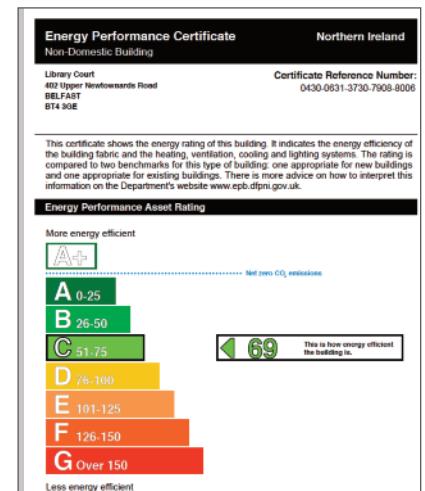 Energy Performance Certificate
Northern Ireland
Non-Domestic Building
Library Court
402 Upper Newtownards Road
BELFAST
BT4 3GE
Certificate Reference Number:
0430-0631-3730-7908-8006
This certificate shows the energy rating of this building. It indicates the energy efficiency of
the building fabric and the heating, ventilation, cooling and lighting systems. The rating is
compared to two benchmarks for this type of building: one appropriate for new buildings
and one appropriate for existing buildings. There is more advice on how to interpret this
information on the Department's website www.epb.dfpni.gov.uk.
Energy Performance Asset Rating
More energy efficient
A+
Net zero CO₂ emissions
A 0-25
B 26-50
C 51-75
69
This is how energy efficient
the building is.
D 76-100
E 101-125
F 126-150
G Over 150
Less energy efficient